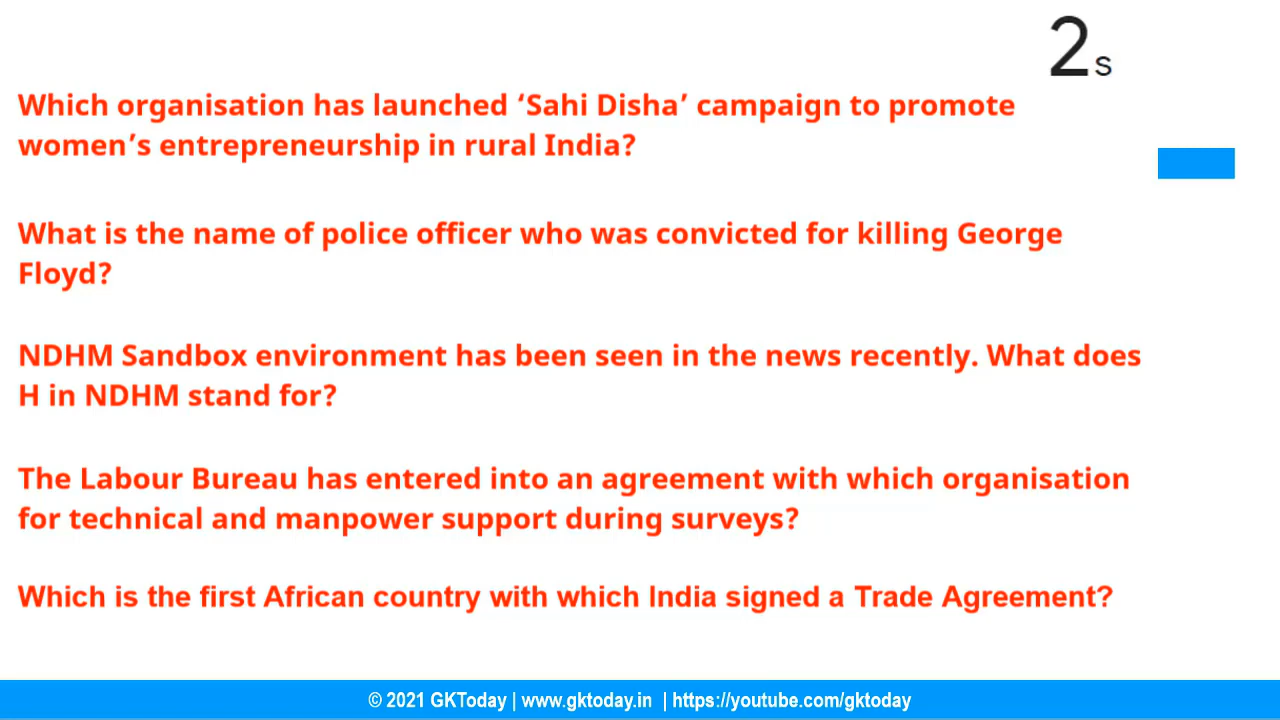 2s
Which organisation has launched ‘Sahi Disha’ campaign to promote
women’s entrepreneurship in rural India?
What is the name of police officer who was convicted for killing George
Floyd?
NDHM Sandbox environment has been seen in the news recently. What does
H in NDHM stand for?
The Labour Bureau has entered into an agreement with which organisation
for technical and manpower support during surveys?
Which is the first African country with which India signed a Trade Agreement?
© 2021 GKToday | www.gktoday.in | https://youtube.com/gktoday